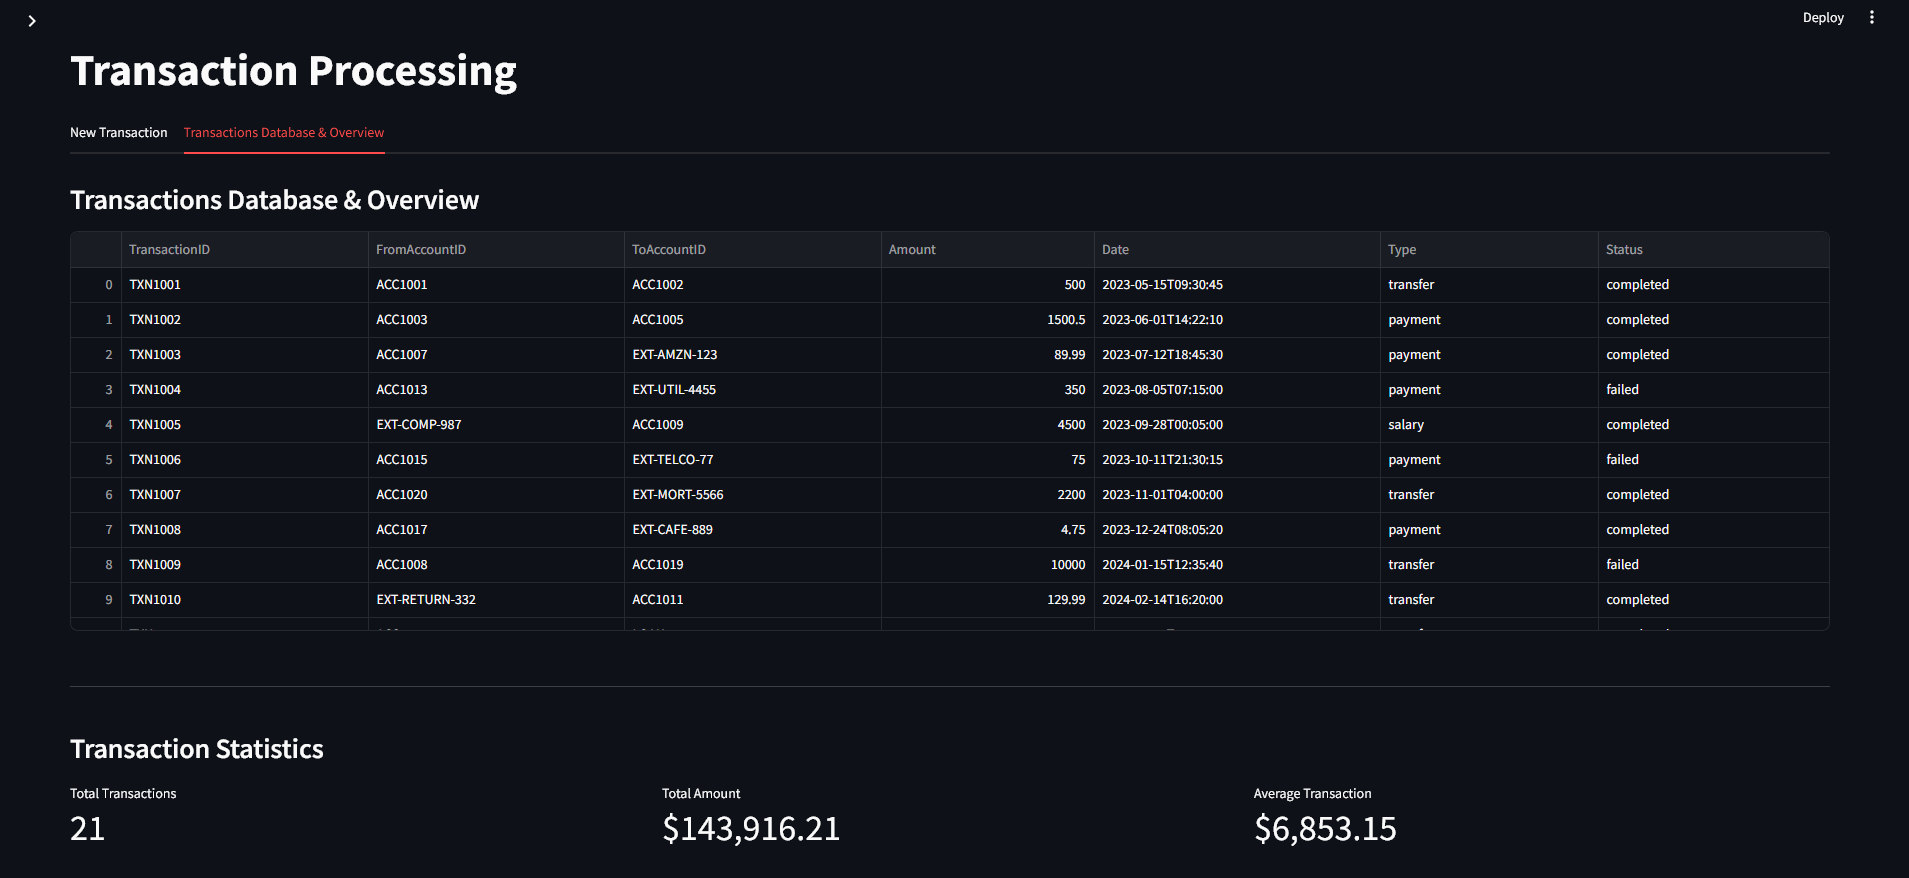 Deploy
Transaction Processing
New Transaction Transactions Database & Overview
Transactions Database & Overview
TransactionID FromAccountID ToAccountID Amount Date Type Status
0 TXN1001 ACC1001 ACC1002 500 2023-05-15T09:30:45 transfer completed
1 TXN1002 ACC1003 ACC1005 1500.5 2023-06-01T14:22:10 payment completed
2 TXN1003 ACC1007 EXT-AMZN-123 89.99 2023-07-12T18:45:30 payment completed
3 TXN1004 ACC1013 EXT-UTIL-4455 350 2023-08-05T07:15:00 payment failed
4 TXN1005 EXT-COMP-987 ACC1009 4500 2023-09-28T00:05:00 salary completed
5 TXN1006 ACC1015 EXT-TELCO-77 75 2023-10-11T21:30:15 payment failed
6 TXN1007 ACC1020 EXT-MORT-5566 2200 2023-11-01T04:00:00 transfer completed
7 TXN1008 ACC1017 EXT-CAFE-889 4.75 2023-12-24T08:05:20 payment completed
8 TXN1009 ACC1008 ACC1019 10000 2024-01-15T12:35:40 transfer failed
9 TXN1010 EXT-RETURN-332 ACC1011 129.99 2024-02-14T16:20:00 transfer completed
Transaction Statistics
Total Transactions Total Amount Average Transaction
21 $143,916.21 $6,853.15